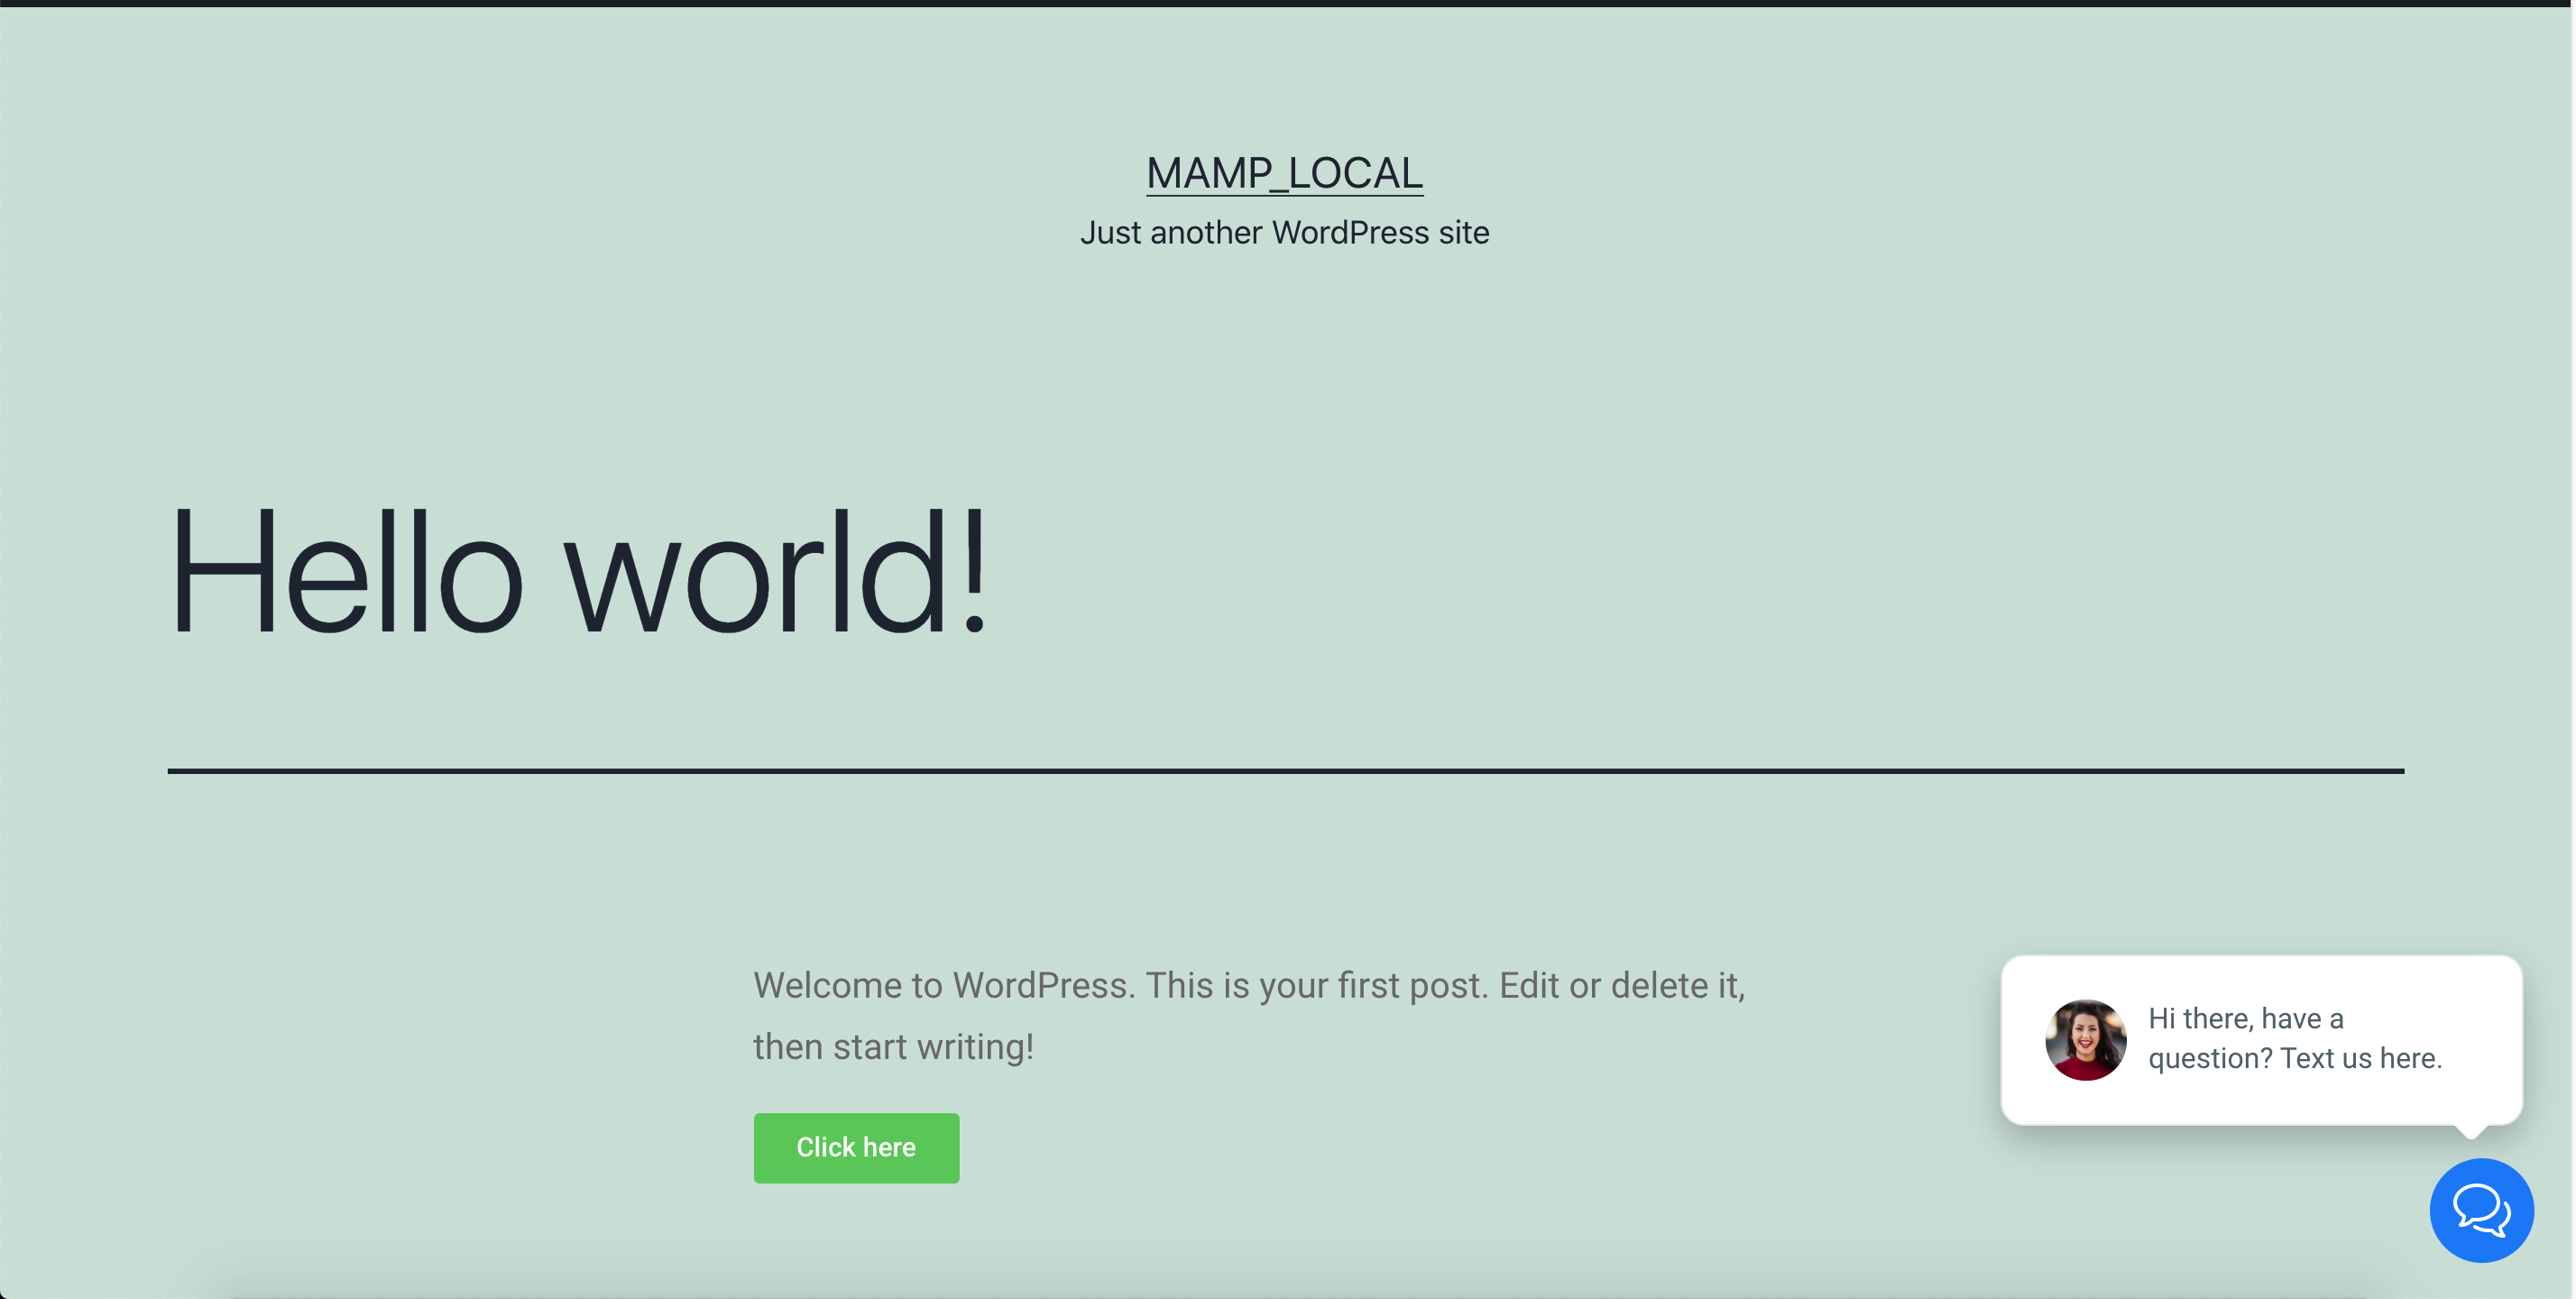 MAMP_LOCAL
Just another WordPress site
Hello world!
Welcome to WordPress. This is your first post. Edit or delete it,
then start writing!
Click here
Hi there, have a
question? Text us here.